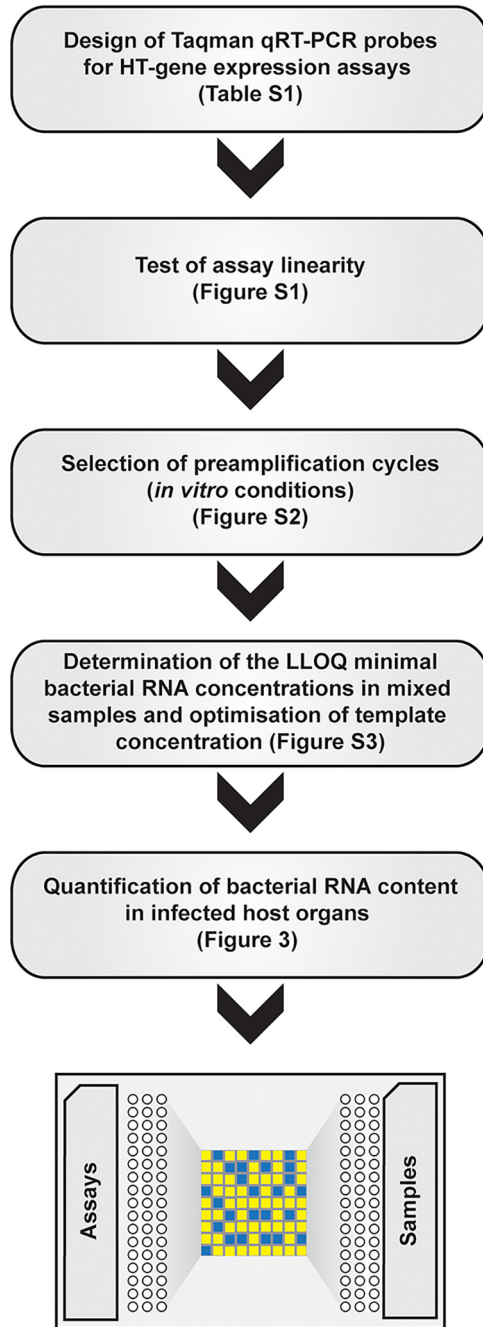 Design of Taqman qRT-PCR probes
for HT-gene expression assays
(Table S1)
Test of assay linearity
(Figure S1)
Selection of preamplification cycles
(in vitro conditions)
(Figure S2)
Determination of the LLOQ minimal
bacterial RNA concentrations in mixed
samples and optimisation of template
concentration (Figure S3)
Quantification of bacterial RNA content
in infected host organs
(Figure 3)
Assays
Samples